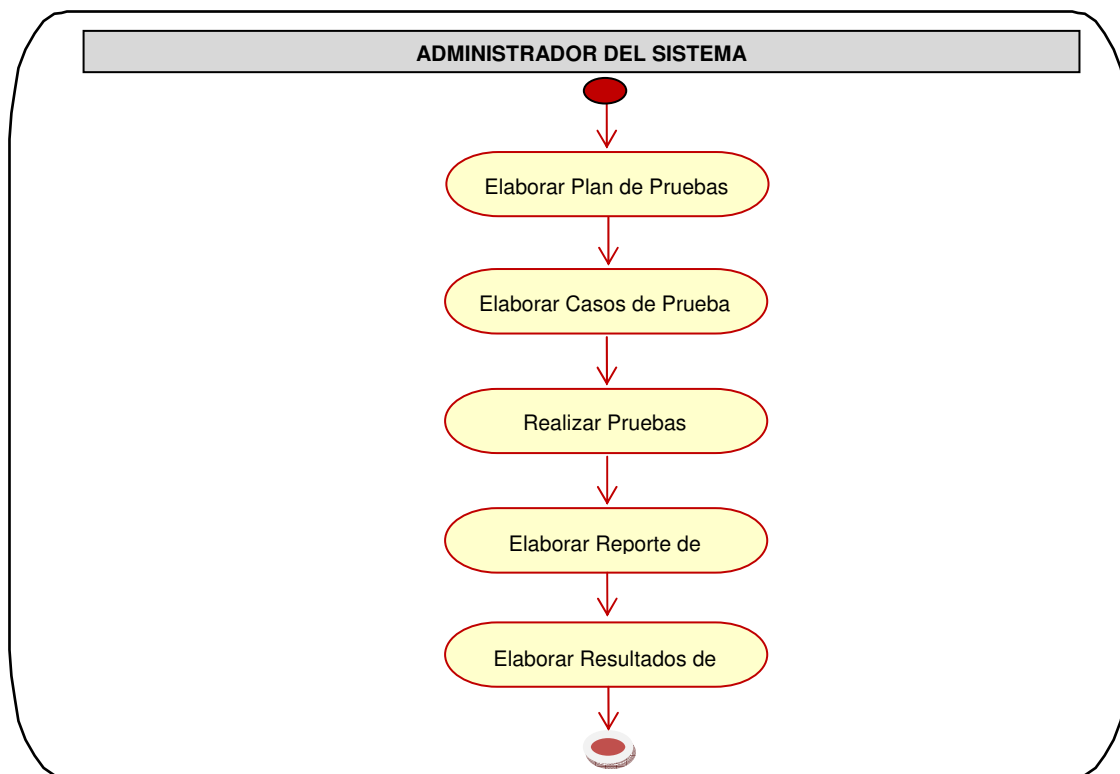 ADMINISTRADOR DEL SISTEMA
Elaborar Plan de Pruebas
Elaborar Casos de Prueba
Realizar Pruebas
Elaborar Reporte de
Elaborar Resultados de